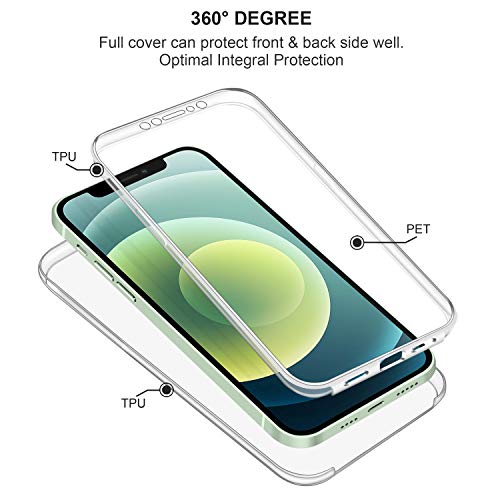 360° DEGREE
Full cover can protect front & back side well.
Optimal Integral Protection
TPU
PET
TPU